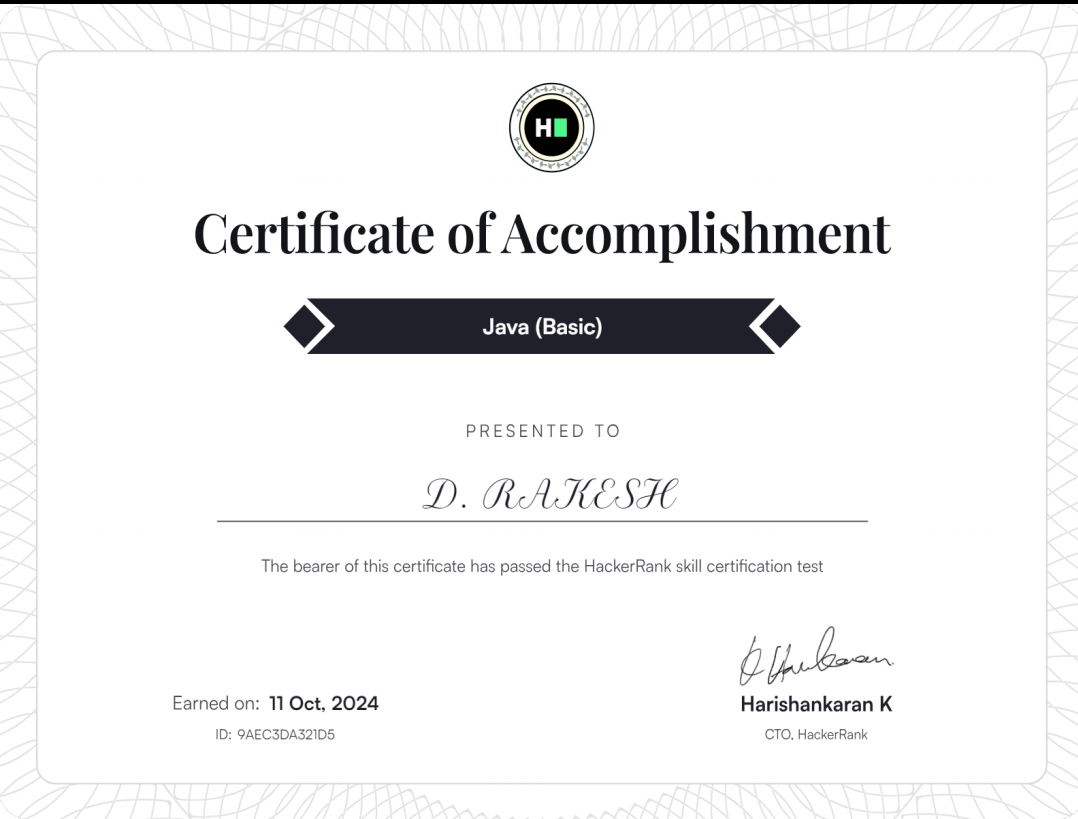 H
Certificate of Accomplishment
Java (Basic)
PRESENTED TO
D. RAKESH
The bearer of this certificate has passed the HackerRank skill certification test
Earned on: 11 Oct, 2024
ID: 9AEC3DA321D5
Harishankaran K
CTO, HackerRank